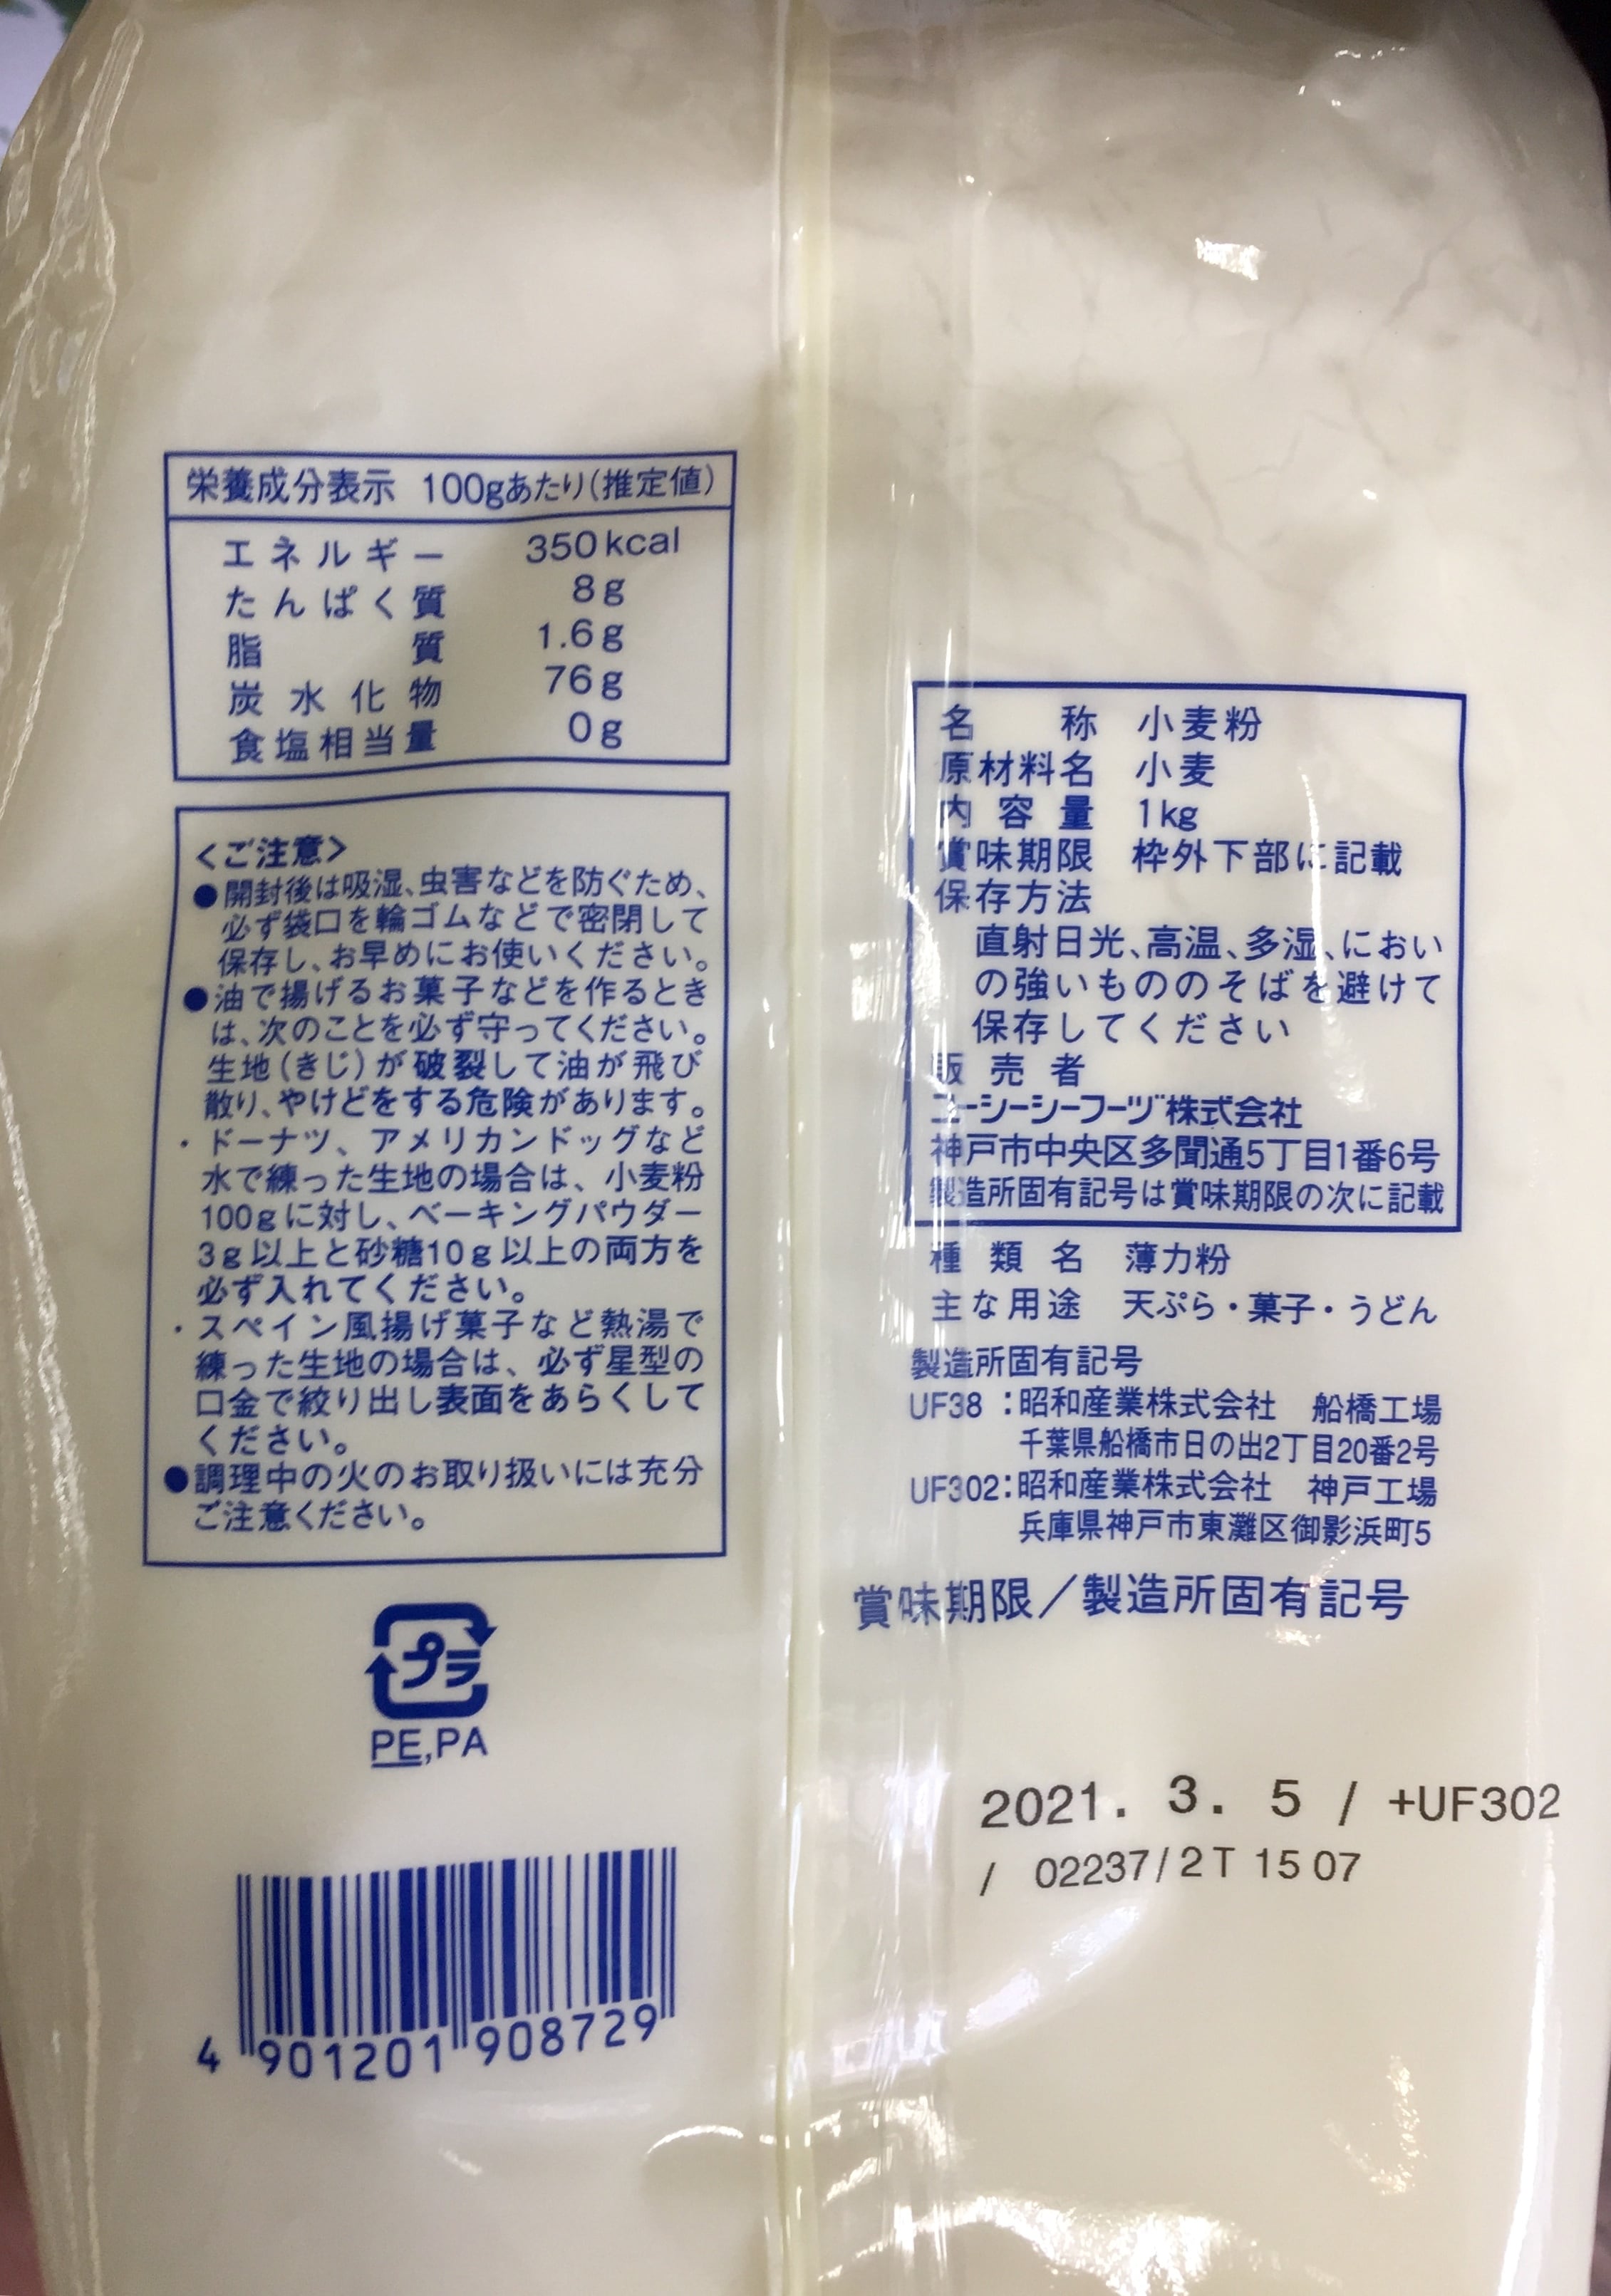 栄養成分表示 100gあたり(推定値)
エネルギー 350kcal
たんぱく質 8g
脂質 1.6g
炭水化物 76g
食塩相当量 0g
<ご注意>
●開封後は吸湿、虫害などを防ぐため、
必ず袋口を輪ゴムなどで密閉して
保存し、お早めにお使いください。
●油で揚げるお菓子などを作るとき
は、次のことを必ず守ってください。
生地(きじ)が破裂して油が飛び
散り、やけどをする危険があります。
・ドーナツ、アメリカンドッグなど
水で練った生地の場合は、小麦粉
100gに対し、ベーキングパウダー
3g以上と砂糖10g以上の両方を
必ず入れてください。
・スペイン風揚げ菓子など熱湯で
練った生地の場合は、必ず星型の
口金で絞り出し表面をあらくして
ください。
●調理中の火のお取り扱いには充分
ご注意ください。
プラ
PE,PA
4 901201 908729
名称 小麦粉
原材料名 小麦
内容量 1kg
賞味期限 枠外下部に記載
保存方法
直射日光、高温、多湿、におい
の強いもののそばを避けて
保存してください
販売者
ユーシーシーフーヅ株式会社
神戸市中央区多聞通5丁目1番6号
製造所固有記号は賞味期限の次に記載
種類名 薄力粉
主な用途 天ぷら・菓子・うどん
製造所固有記号
UF38 :昭和産業株式会社 船橋工場
千葉県船橋市日の出2丁目20番2号
UF302:昭和産業株式会社 神戸工場
兵庫県神戸市東灘区御影浜町5
賞味期限/製造所固有記号
2021. 3. 5 / +UF302
/ 02237/2T 15 07